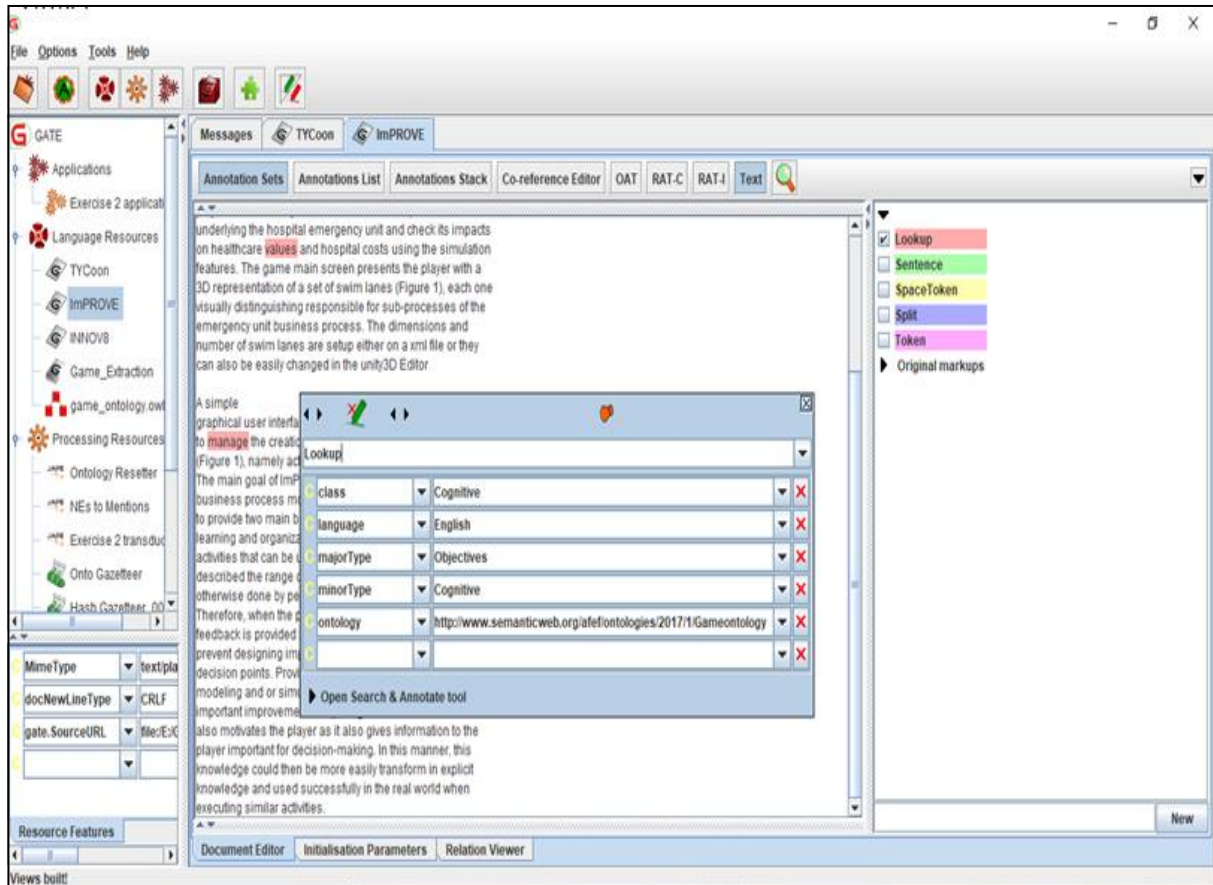 File Options Tools Help
GATE
Applications
Exercise 2 applicati
Language Resources
TYCoon
ImPROVE
INNOV8
Game_Extraction
game_ontology.owl
Processing Resources
Ontology Resetter
NEs to Mentions
Exercise 2 transduc
Onto Gazetteer
Hash Gazetteer_00
MimeType text/pla
docNewLineType CRLF
gate.SourceURL file:/E:/G
Resource Features
Views built!
Messages TYCoon ImPROVE
Annotation Sets Annotations List Annotations Stack Co-reference Editor OAT RAT-C RAT-I Text
underlying the hospital emergency unit and check its impacts
on healthcare values and hospital costs using the simulation
features. The game main screen presents the player with a
3D representation of a set of swim lanes (Figure 1), each one
visually distinguishing responsible for sub-processes of the
emergency unit business process. The dimensions and
number of swim lanes are setup either on a xml file or they
can also be easily changed in the unity3D Editor
A simple
graphical user interfa
to manage the creatio
(Figure 1), namely act
The main goal of ImP
business process mo
to provide two main b
learning and organiza
activities that can be u
described the range o
otherwise done by pe
Therefore, when the p
feedback is provided
prevent designing imp
decision points. Provi
modeling and or simu
important improveme
also motivates the player as it also gives information to the
player important for decision-making. In this manner, this
knowledge could then be more easily transform in explicit
knowledge and used successfully in the real world when
executing similar activities.
Lookup
class Cognitive
language English
majorType Objectives
minorType Cognitive
ontology http://www.semanticweb.org/afef/ontologies/2017/1/Gameontology
Open Search & Annotate tool
Lookup
Sentence
SpaceToken
Split
Token
Original markups
New
Document Editor Initialisation Parameters Relation Viewer